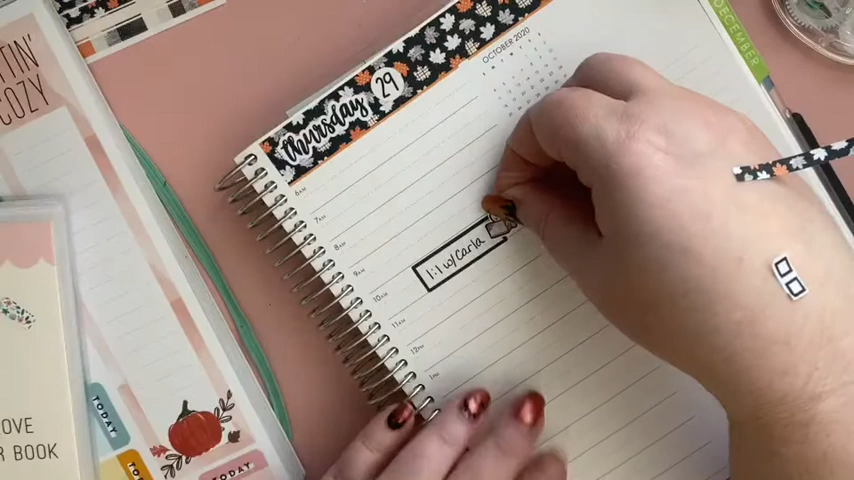 TIN'
COZY
OVE
R BOOK
TODAY
TODAY
TODAY
thursday
29
OCTOBER 2020
DECEMBER
6AM
7AM
8AM
9AM
10AM
11AM
12PM
1PM
1:1 w/Carla